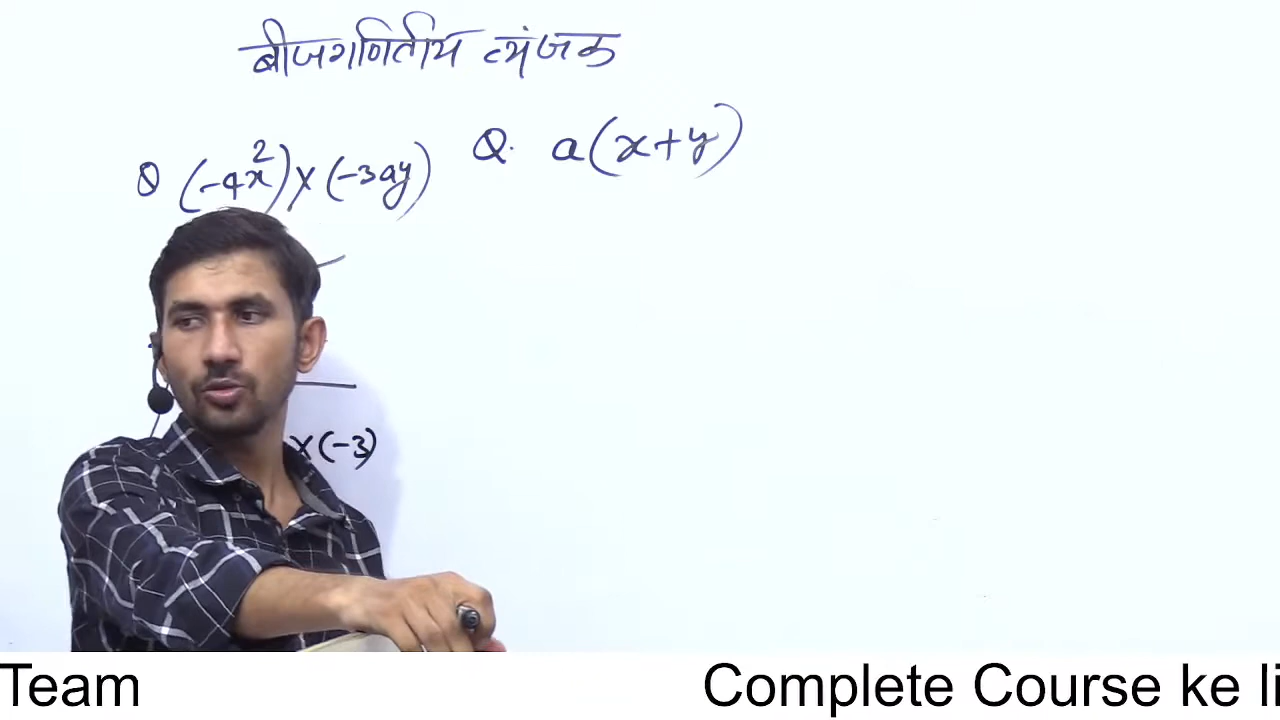 बीजगणितीय व्यंजक
Q (-4x²)×(-3ay)
Q. a(x+y)
×(-3)
Team Complete Course ke li